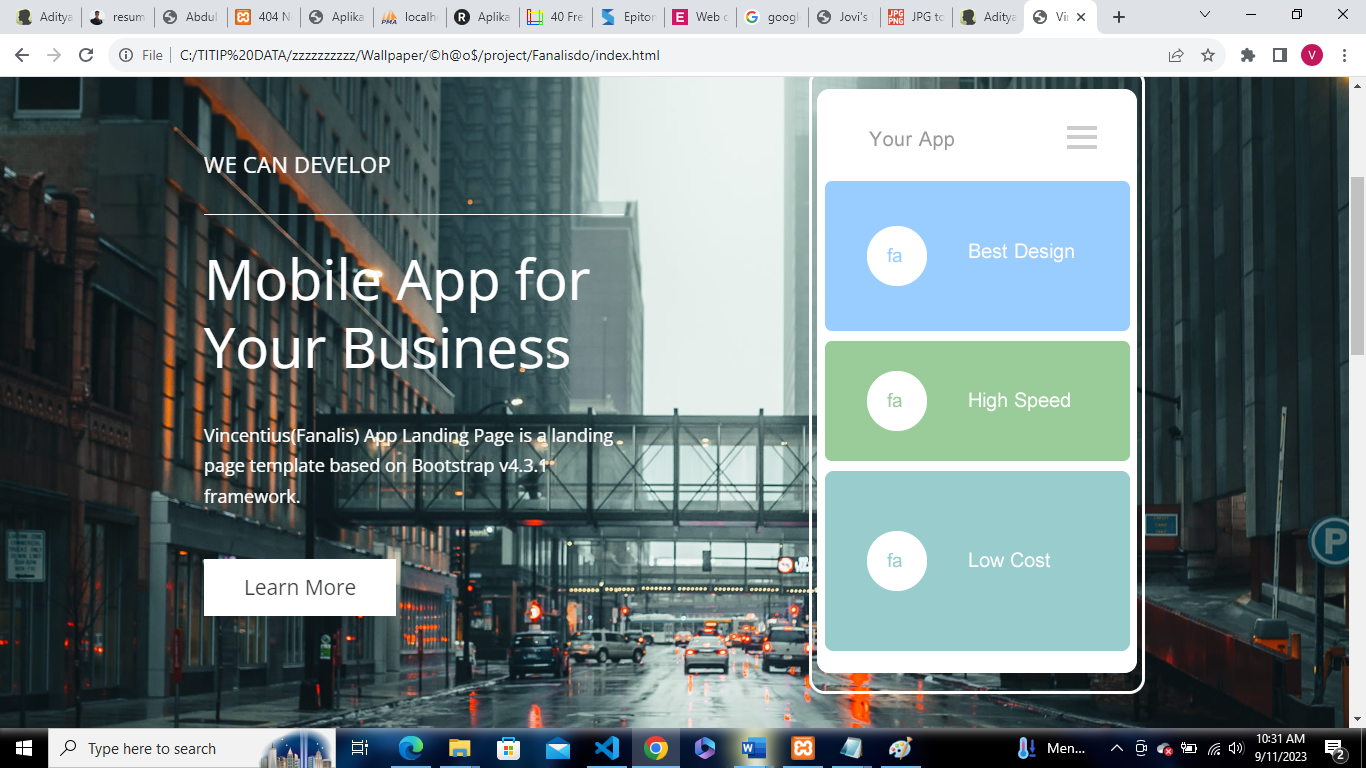 Aditya
resum
Abdul
404 N
Aplika
localh
Aplika
40 Fre
Epitor
Web d
googl
Jovi's
JPG to
Aditya
Vin
File
C:/TITIP%20DATA/zzzzzzzzzz/Wallpaper/©h@o$/project/Fanalisdo/index.html
V
WE CAN DEVELOP
Mobile App for
Your Business
Vincentius(Fanalis) App Landing Page is a landing
page template based on Bootstrap v4.3.1
framework.
Learn More
Your App
fa
Best Design
fa
High Speed
fa
Low Cost
P
Type here to search
Men...
10:31 AM
9/11/2023
2